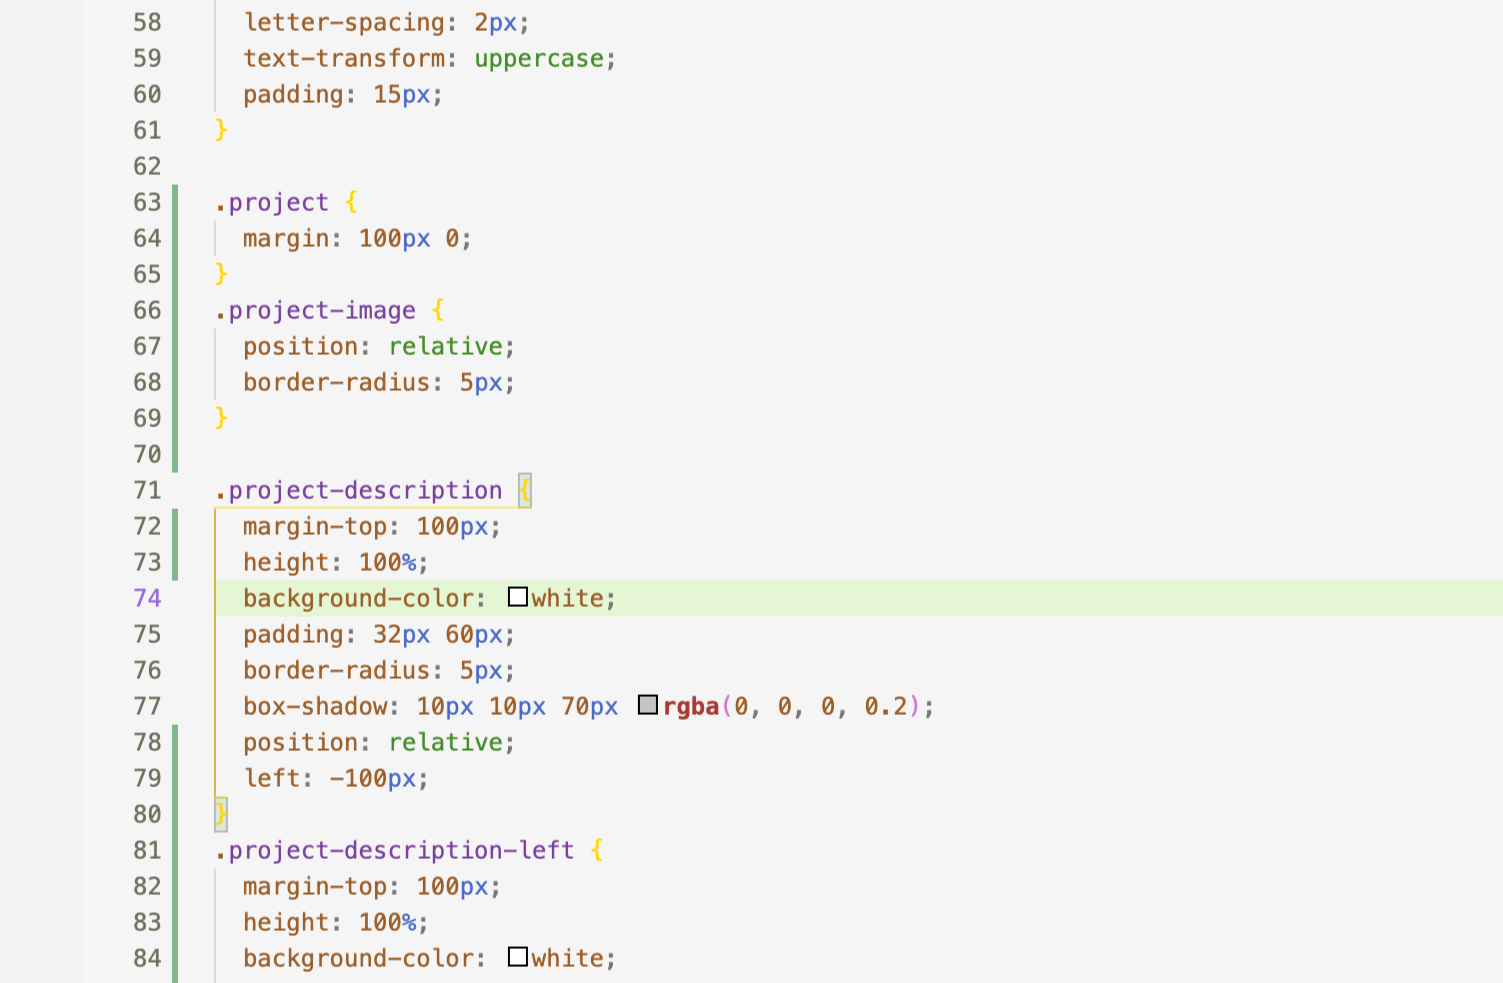 58 letter-spacing: 2px;
59 text-transform: uppercase;
60 padding: 15px;
61 }
62
63 .project {
64 margin: 100px 0;
65 }
66 .project-image {
67 position: relative;
68 border-radius: 5px;
69 }
70
71 .project-description {
72 margin-top: 100px;
73 height: 100%;
74 background-color: white;
75 padding: 32px 60px;
76 border-radius: 5px;
77 box-shadow: 10px 10px 70px rgba(0, 0, 0, 0.2);
78 position: relative;
79 left: -100px;
80 }
81 .project-description-left {
82 margin-top: 100px;
83 height: 100%;
84 background-color: white;